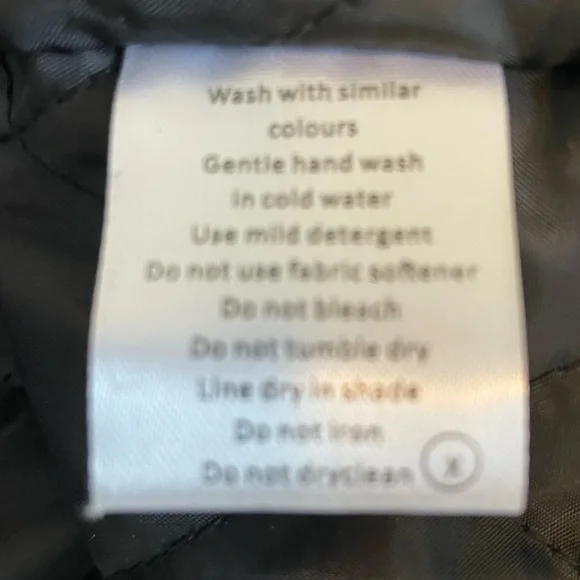 Wash with similar
colours
Gentle hand wash
in cold water
Use mild detergent
Do not use fabric softener
Do not bleach
Do not tumble dry
Line dry in shade
Do not iron
Do not dryclean X